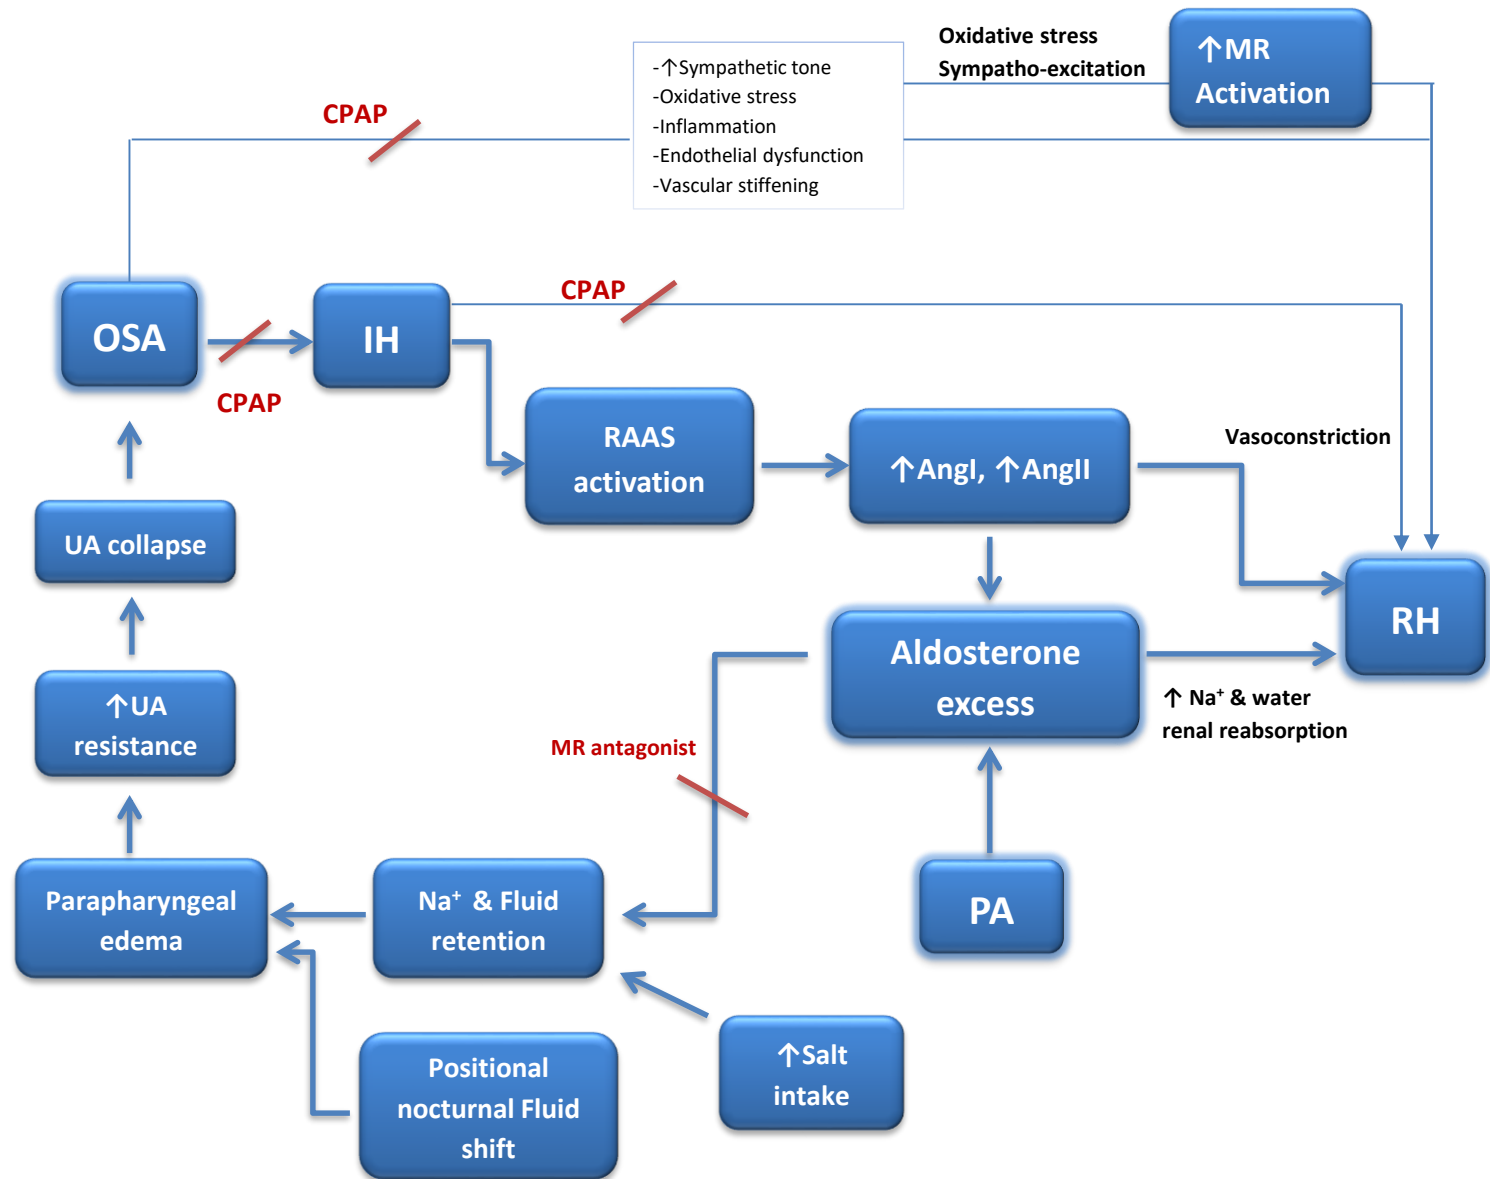 Oxidative stress
Sympatho-excitation
↑MR
Activation
-↑Sympathetic tone
-Oxidative stress
-Inflammation
-Endothelial dysfunction
-Vascular stiffening
CPAP
OSA
CPAP
IH
CPAP
RAAS
activation
↑AngI, ↑AngII
Vasoconstriction
UA collapse
RH
Aldosterone
excess
↑ Na⁺ & water
renal reabsorption
↑UA
resistance
MR antagonist
Parapharyngeal
edema
Na⁺ & Fluid
retention
PA
↑Salt
intake
Positional
nocturnal Fluid
shift